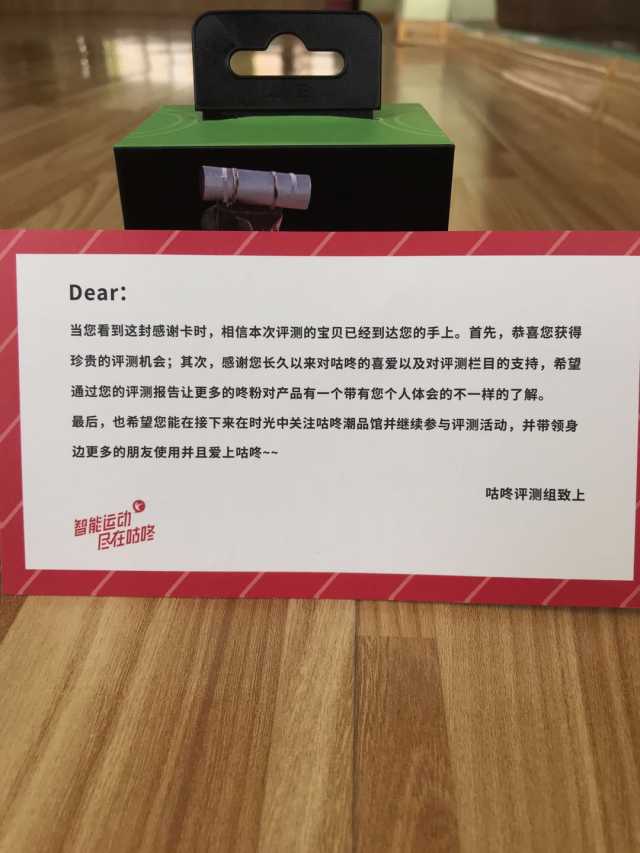 Dear：
当您看到这封感谢卡时，相信本次评测的宝贝已经到达您的手上。首先，恭喜您获得
珍贵的评测机会；其次，感谢您长久以来对咕咚的喜爱以及对评测栏目的支持，希望
通过您的评测报告让更多的咚粉对产品有一个带有您个人体会的不一样的了解。
最后，也希望您能在接下来在时光中关注咕咚潮品馆并继续参与评测活动，并带领身
边更多的朋友使用并且爱上咕咚~~
咕咚评测组致上
智能运动
尽在咕咚